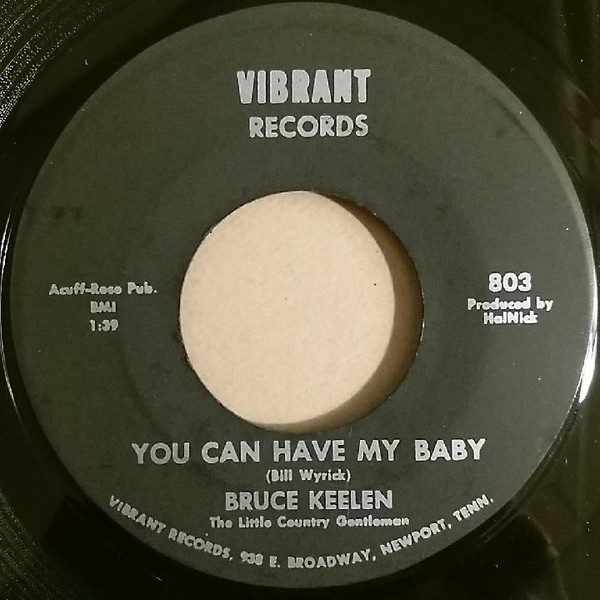 VIBRANT
RECORDS
Acuff-Rose Pub.
BMI
1:39
803
Produced by
HalNick
YOU CAN HAVE MY BABY
(Bill Wyrick)
BRUCE KEELEN
The Little Country Gentleman
VIBRANT RECORDS, 938 E. BROADWAY, NEWPORT, TENN.